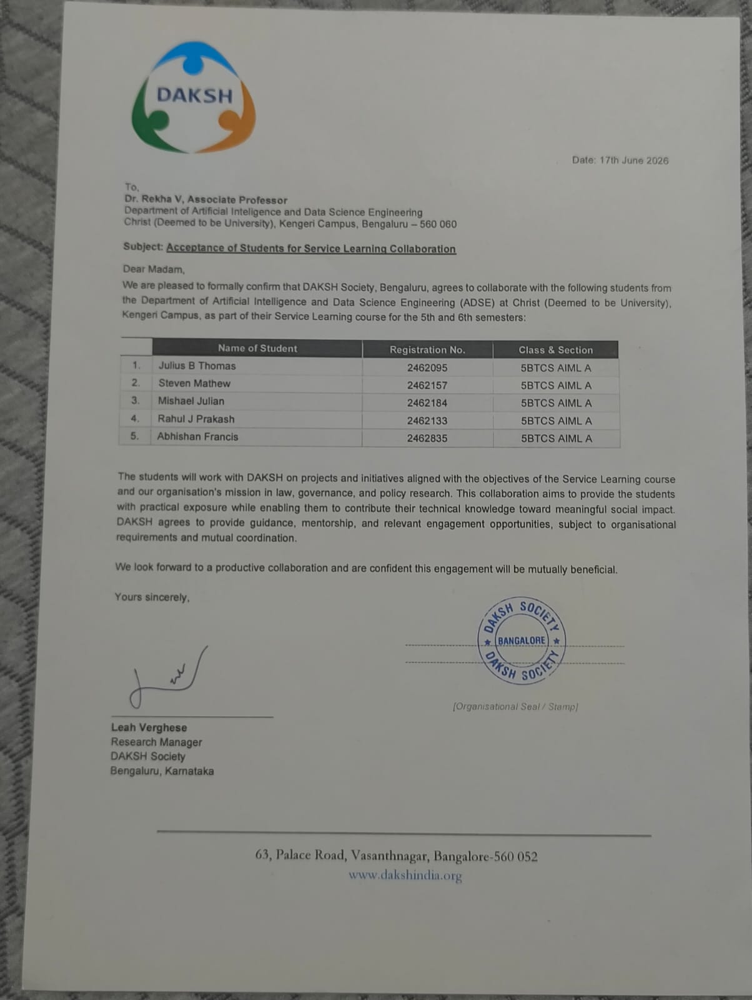 DAKSH
Date: 17th June 2026
To,
Dr. Rekha V, Associate Professor
Department of Artificial Inteligence and Data Science Engineering
Christ (Deemed to be University), Kengeri Campus, Bengaluru – 560 060
Subject: Acceptance of Students for Service Learning Collaboration
Dear Madam,
We are pleased to formally confirm that DAKSH Society, Bengaluru, agrees to collaborate with the following students from
the Department of Artificial Intelligence and Data Science Engineering (ADSE) at Christ (Deemed to be University),
Kengeri Campus, as part of their Service Learning course for the 5th and 6th semesters:
Name of Student Registration No. Class & Section
1. Julius B Thomas 2462095 5BTCS AIML A
2. Steven Mathew 2462157 5BTCS AIML A
3. Mishael Julian 2462184 5BTCS AIML A
4. Rahul J Prakash 2462133 5BTCS AIML A
5. Abhishan Francis 2462835 5BTCS AIML A
The students will work with DAKSH on projects and initiatives aligned with the objectives of the Service Learning course
and our organisation's mission in law, governance, and policy research. This collaboration aims to provide the students
with practical exposure while enabling them to contribute their technical knowledge toward meaningful social impact.
DAKSH agrees to provide guidance, mentorship, and relevant engagement opportunities, subject to organisational
requirements and mutual coordination.
We look forward to a productive collaboration and are confident this engagement will be mutually beneficial.
Yours sincerely,
DAKSH SOCIETY
BANGALORE
DAKSH SOCIETY
[Organisational Seal / Stamp]
Leah Verghese
Research Manager
DAKSH Society
Bengaluru, Karnataka
63, Palace Road, Vasanthnagar, Bangalore-560 052
www.dakshindia.org